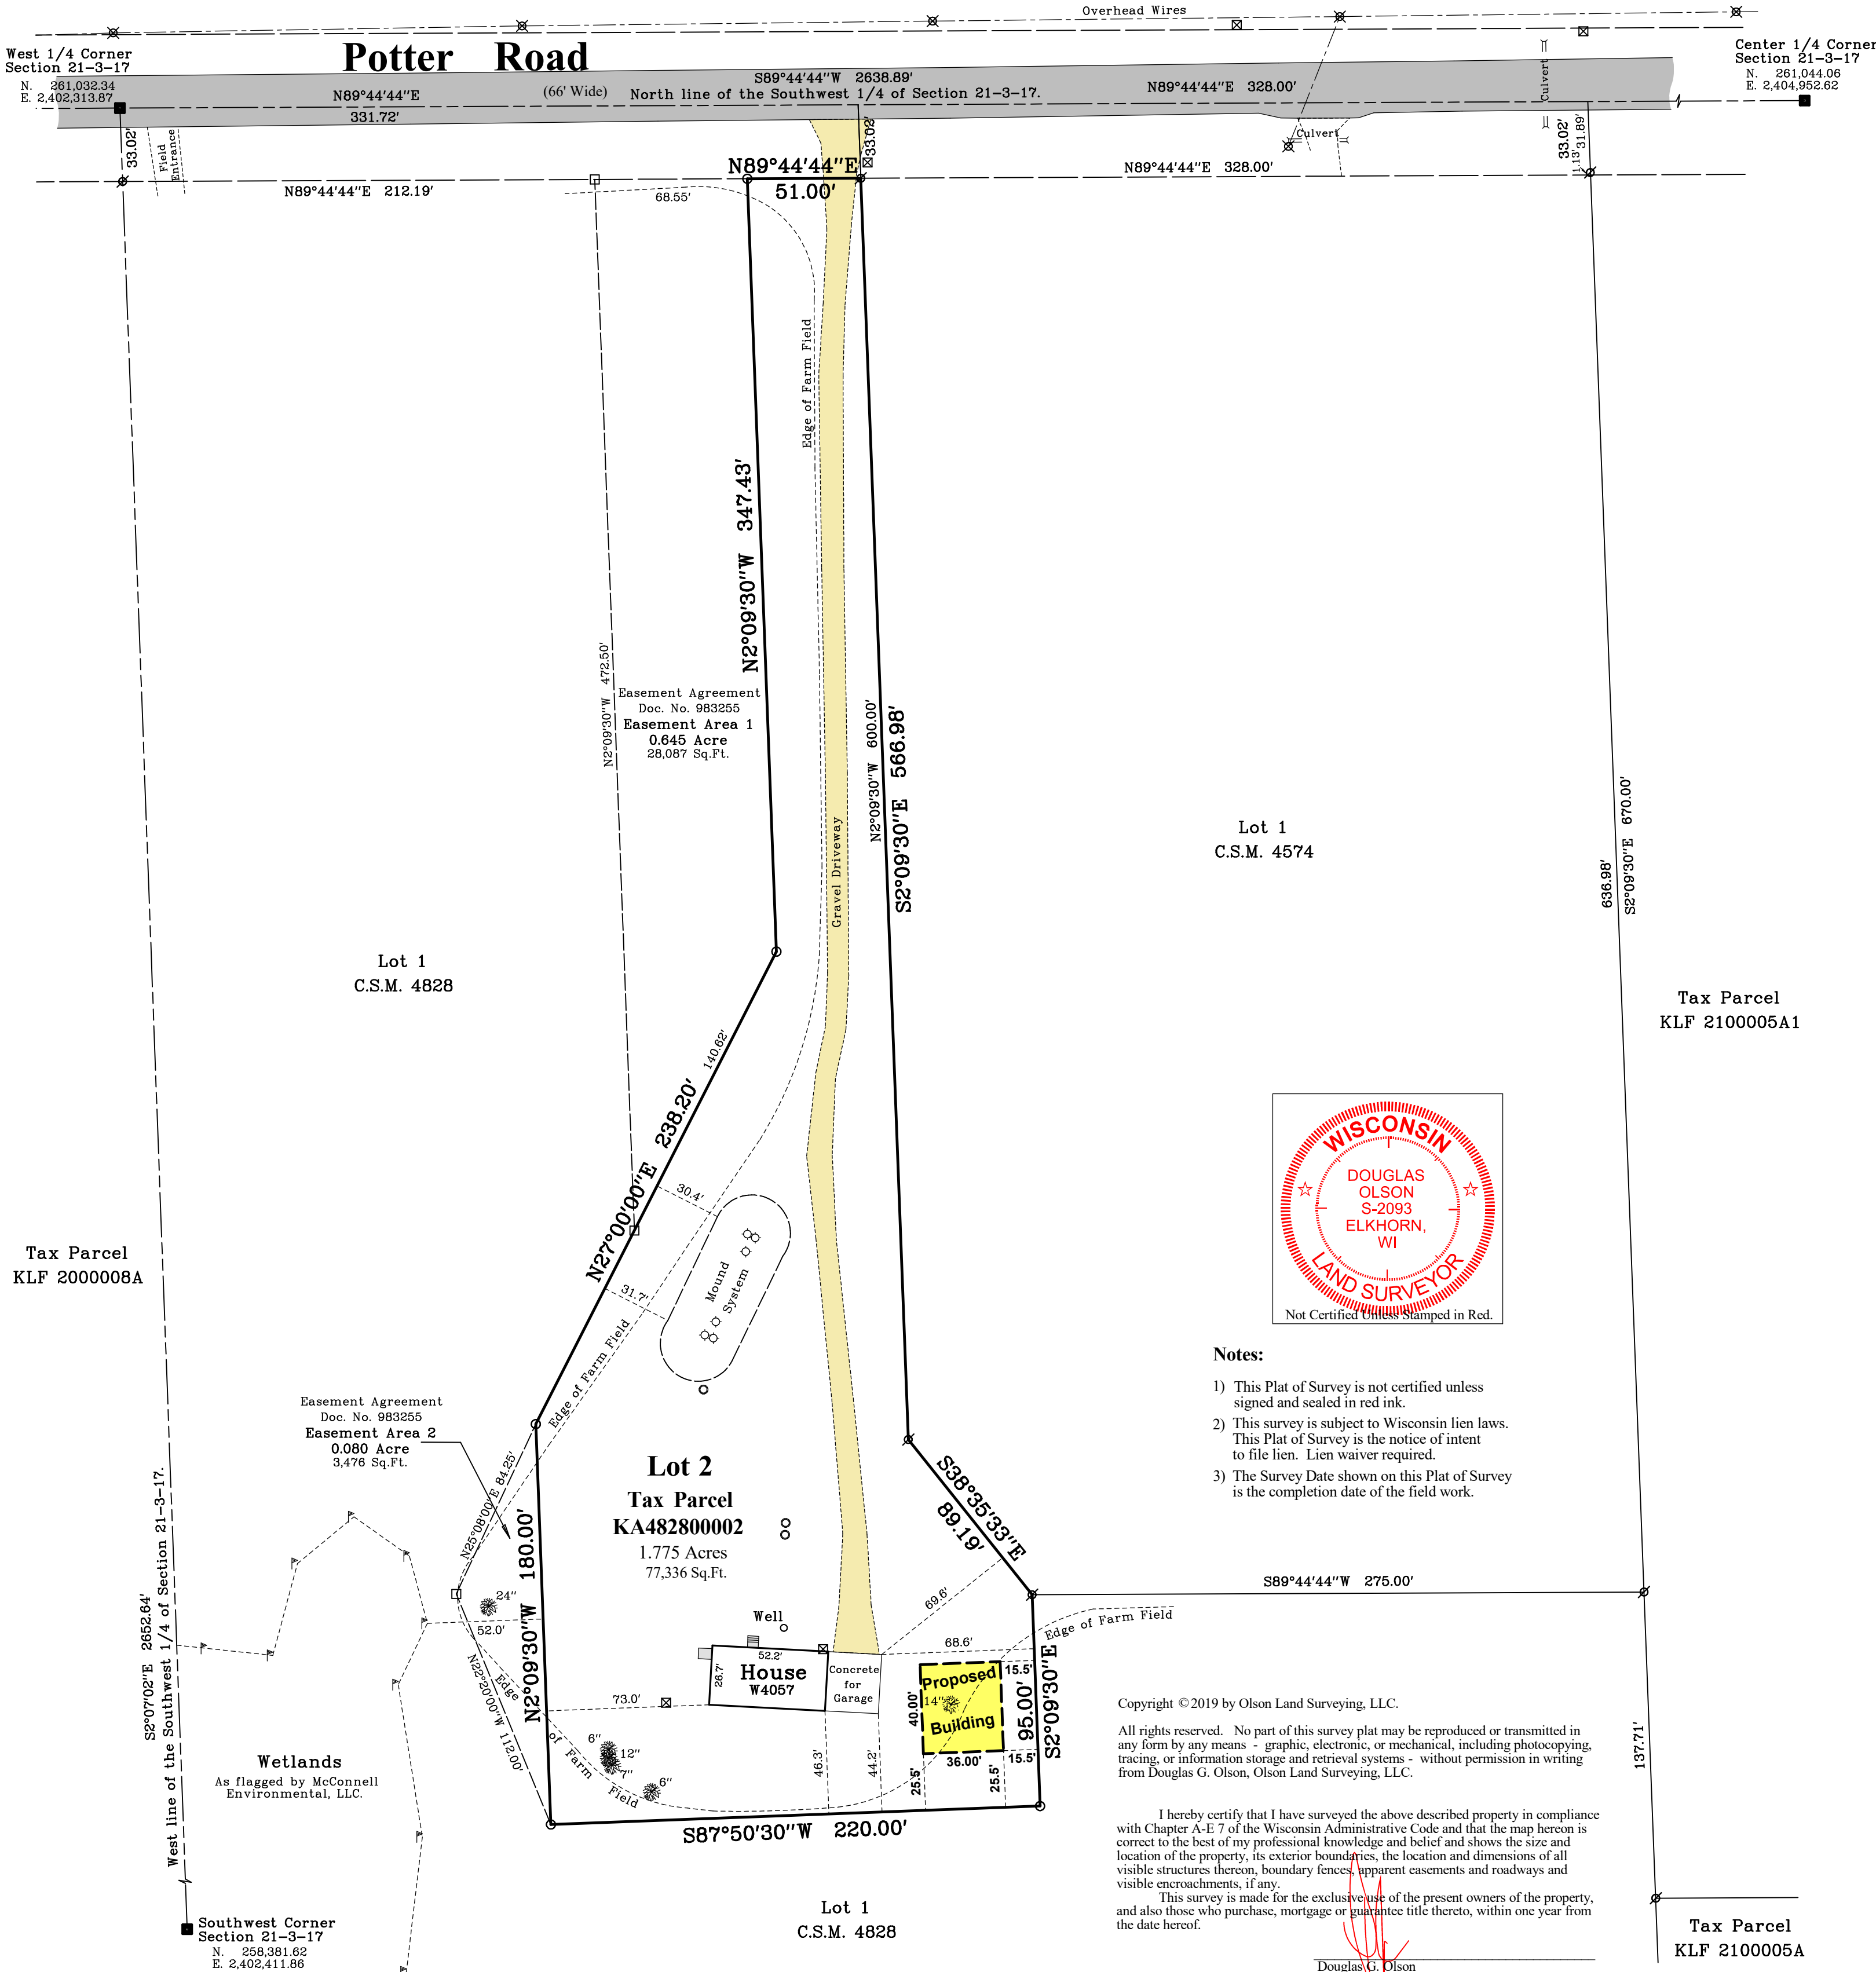 Overhead Wires
West 1/4 Corner
Section 21-3-17
N. 261,032.34
E. 2,402,313.87
Potter Road
Center 1/4 Corner
Section 21-3-17
N. 261,044.06
E. 2,404,952.62
S89°44'44"W 2638.89'
(66' Wide)
North line of the Southwest 1/4 of Section 21-3-17.
N89°44'44"E
331.72'
N89°44'44"E 328.00'
Culvert
Culvert
33.02'
Field
Entrance
33.02'
33.02'
31.89'
1.13'
N89°44'44"E
51.00'
N89°44'44"E 212.19'
68.55'
N89°44'44"E 328.00'
Edge of Farm Field
N2°09'30"W 347.43'
N2°09'30"W 472.50'
Easement Agreement
Doc. No. 983255
Easement Area 1
0.645 Acre
28,087 Sq.Ft.
N2°09'30"W 600.00'
S2°09'30"E 566.98'
Gravel Driveway
636.98'
S2°09'30"E 670.00'
Lot 1
C.S.M. 4574
Lot 1
C.S.M. 4828
Tax Parcel
KLF 2100005A1
140.62'
N27°00'00"E 238.20'
30.4'
31.7'
Mound
System
Edge of Farm Field
Tax Parcel
KLF 2000008A
WISCONSIN
DOUGLAS
OLSON
S-2093
ELKHORN,
WI
LAND SURVEYOR
Not Certified Unless Stamped in Red.
Notes:
1) This Plat of Survey is not certified unless
signed and sealed in red ink.
2) This survey is subject to Wisconsin lien laws.
This Plat of Survey is the notice of intent
to file lien. Lien waiver required.
3) The Survey Date shown on this Plat of Survey
is the completion date of the field work.
Easement Agreement
Doc. No. 983255
Easement Area 2
0.080 Acre
3,476 Sq.Ft.
N25°08'00"E 84.25'
N2°09'30"W 180.00'
Lot 2
Tax Parcel
KA482800002
1.775 Acres
77,336 Sq.Ft.
S38°35'33"E
89.19'
S89°44'44"W 275.00'
69.6'
Edge of Farm Field
24"
52.0'
N22°20'00"W 112.00'
Well
52.2'
26.7'
House
W4057
Concrete
for
Garage
68.6'
73.0'
Proposed
Building
14"
40.00'
36.00'
15.5'
15.5'
25.5'
25.5'
95.00'
S2°09'30"E
46.3'
44.2'
6"
12"
7"
6"
Edge
of Farm
Field
S87°50'30"W 220.00'
137.71'
S2°07'02"E 2652.64'
West line of the Southwest 1/4 of Section 21-3-17.
Wetlands
As flagged by McConnell
Environmental, LLC.
Southwest Corner
Section 21-3-17
N. 258,381.62
E. 2,402,411.86
Lot 1
C.S.M. 4828
Copyright © 2019 by Olson Land Surveying, LLC.
All rights reserved. No part of this survey plat may be reproduced or transmitted in
any form by any means - graphic, electronic, or mechanical, including photocopying,
tracing, or information storage and retrieval systems - without permission in writing
from Douglas G. Olson, Olson Land Surveying, LLC.
I hereby certify that I have surveyed the above described property in compliance
with Chapter A-E 7 of the Wisconsin Administrative Code and that the map hereon is
correct to the best of my professional knowledge and belief and shows the size and
location of the property, its exterior boundaries, the location and dimensions of all
visible structures thereon, boundary fences, apparent easements and roadways and
visible encroachments, if any.
This survey is made for the exclusive use of the present owners of the property,
and also those who purchase, mortgage or guarantee title thereto, within one year from
the date hereof.
Douglas G. Olson
Tax Parcel
KLF 2100005A